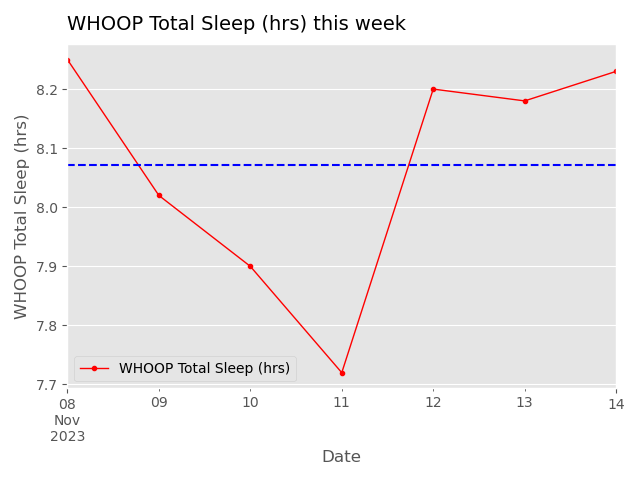 WHOOP Total Sleep (hrs) this week
WHOOP Total Sleep (hrs)
8.2
8.1
8.0
7.9
7.8
7.7
WHOOP Total Sleep (hrs)
08 09 10 11 12 13 14
Nov
2023
Date